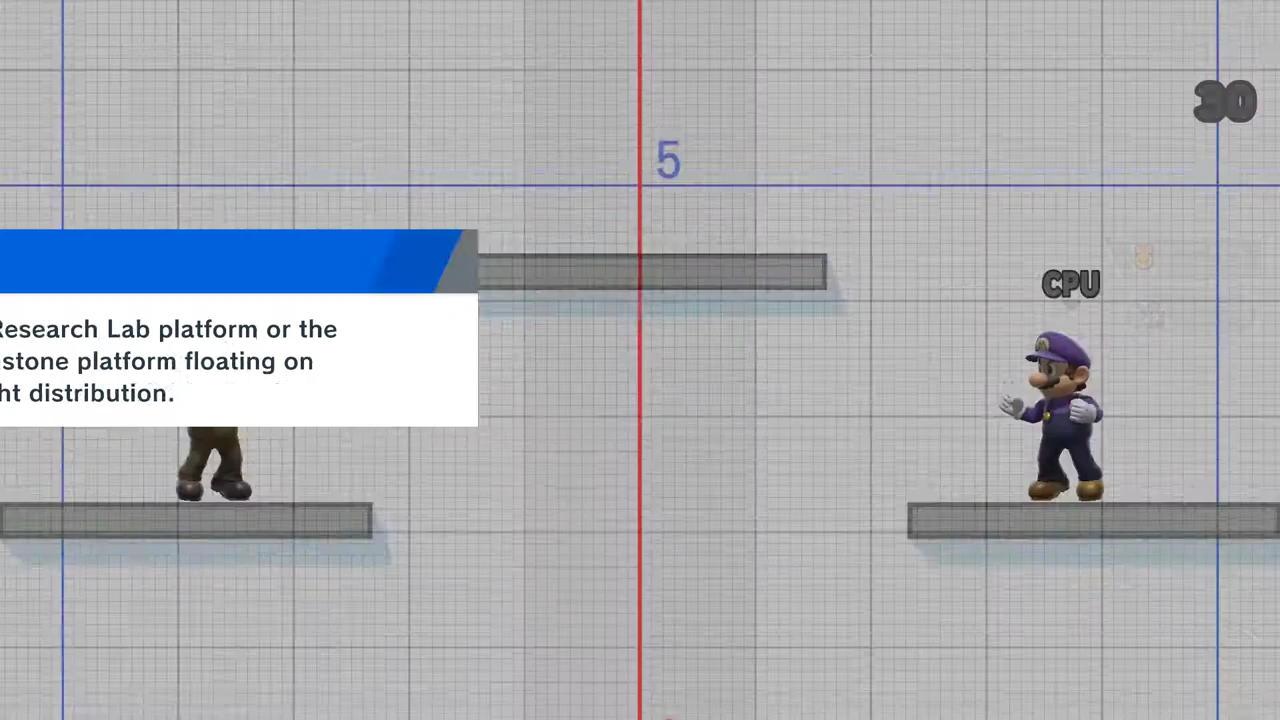 30
5
CPU
Research Lab platform or the
stone platform floating on
ht distribution.